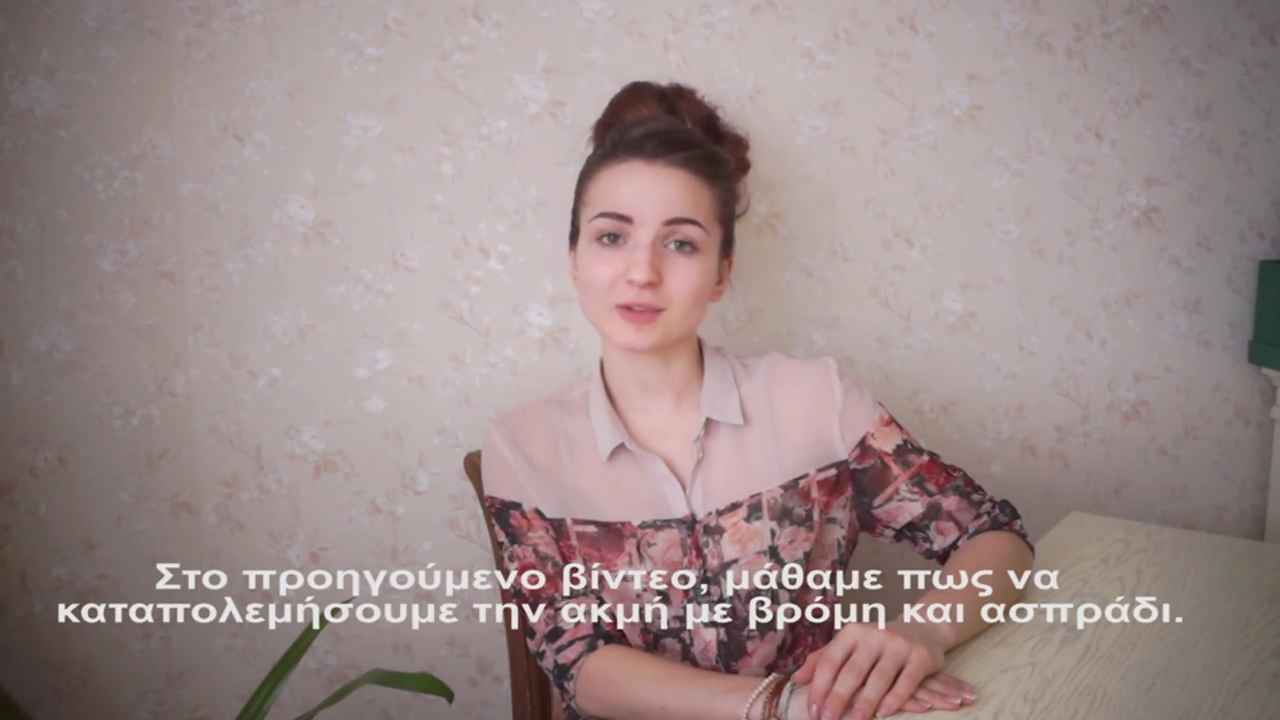 Στο προηγούμενο βίντεο, μάθαμε πως να
καταπολεμήσουμε την ακμή με βρόμη και ασπράδι.